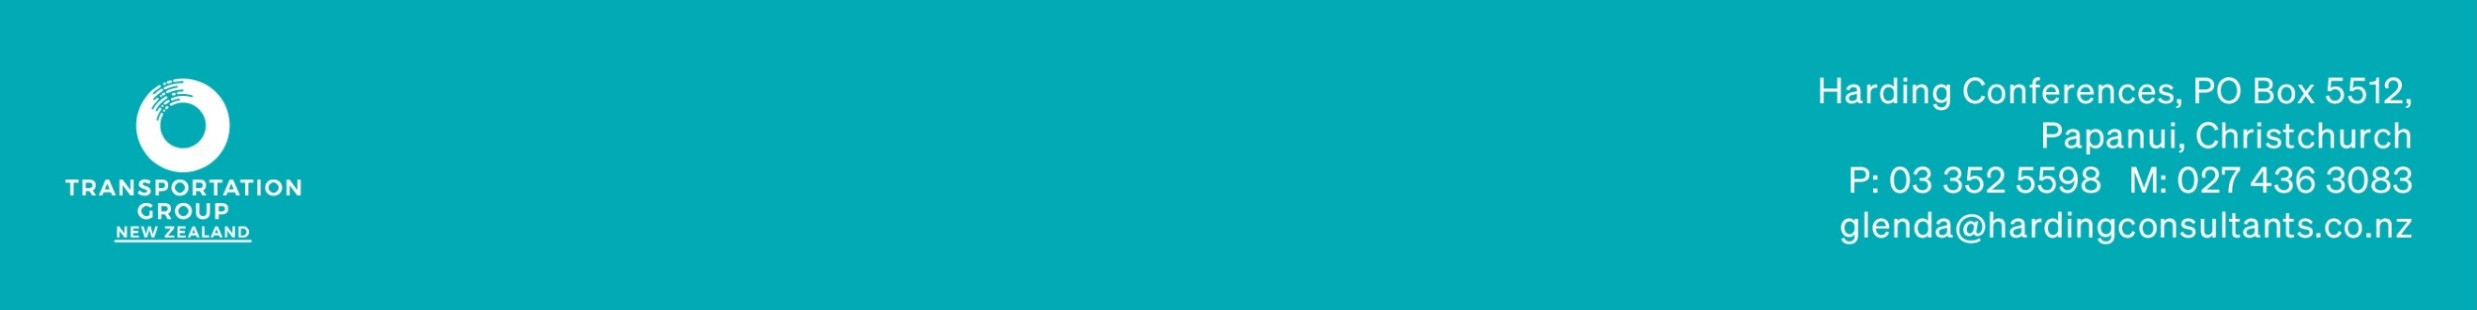 TRANSPORTATION
GROUP
NEW ZEALAND
Harding Conferences, PO Box 5512,
Papanui, Christchurch
P: 03 352 5598 M: 027 436 3083
glenda@hardingconsultants.co.nz